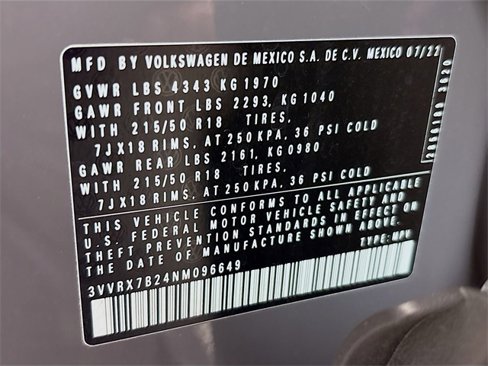 MFD BY VOLKSWAGEN DE MEXICO S.A. DE C.V. MEXICO 07/22
GVWR LBS 4343 KG 1970
GAWR FRONT LBS 2293, KG 1040
WITH 215/50 R18 TIRES,
7JX18 RIMS, AT 250 KPA, 36 PSI COLD
GAWR REAR LBS 2161, KG 0980
WITH 215/50 R18 TIRES,
7JX18 RIMS, AT 250 KPA, 36 PSI COLD
THIS VEHICLE CONFORMS TO ALL APPLICABLE
U.S. FEDERAL MOTOR VEHICLE SAFETY AND
THEFT PREVENTION STANDARDS IN EFFECT ON
THE DATE OF MANUFACTURE SHOWN ABOVE.
3VVRX7B24NM096649 TYPE: MPV